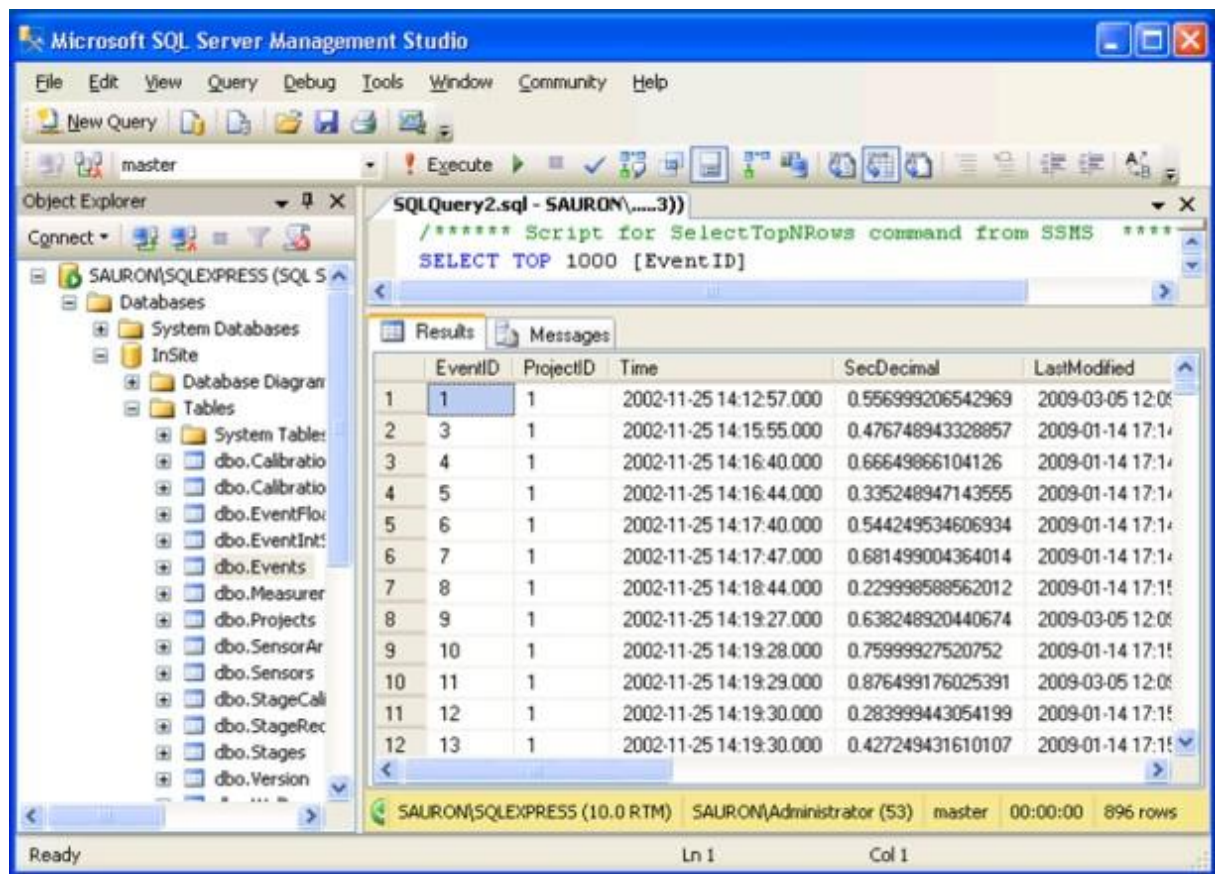 Microsoft SQL Server Management Studio
File Edit View Query Debug Tools Window Community Help
New Query
master Execute
Object Explorer
Connect
SAURON\SQLEXPRESS (SQL S
Databases
System Databases
InSite
Database Diagram
Tables
System Tables
dbo.Calibratio
dbo.Calibratio
dbo.EventFloa
dbo.EventIntS
dbo.Events
dbo.Measurer
dbo.Projects
dbo.SensorAr
dbo.Sensors
dbo.StageCali
dbo.StageRec
dbo.Stages
dbo.Version
SQLQuery2.sql - SAURON\.....3))
/****** Script for SelectTopNRows command from SSMS ****
SELECT TOP 1000 [EventID]
Results Messages
EventID ProjectID Time SecDecimal LastModified
1 1 1 2002-11-25 14:12:57.000 0.556999206542969 2009-03-05 12:09
2 3 1 2002-11-25 14:15:55.000 0.476748943328857 2009-01-14 17:14
3 4 1 2002-11-25 14:16:40.000 0.66649866104126 2009-01-14 17:14
4 5 1 2002-11-25 14:16:44.000 0.335248947143555 2009-01-14 17:14
5 6 1 2002-11-25 14:17:40.000 0.544249534606934 2009-01-14 17:14
6 7 1 2002-11-25 14:17:47.000 0.681499004364014 2009-01-14 17:14
7 8 1 2002-11-25 14:18:44.000 0.229998588562012 2009-01-14 17:15
8 9 1 2002-11-25 14:19:27.000 0.638248920440674 2009-03-05 12:09
9 10 1 2002-11-25 14:19:28.000 0.75999927520752 2009-01-14 17:15
10 11 1 2002-11-25 14:19:29.000 0.876499176025391 2009-03-05 12:09
11 12 1 2002-11-25 14:19:30.000 0.283999443054199 2009-01-14 17:15
12 13 1 2002-11-25 14:19:30.000 0.427249431610107 2009-01-14 17:15
SAURON\SQLEXPRESS (10.0 RTM) SAURON\Administrator (53) master 00:00:00 896 rows
Ready Ln 1 Col 1